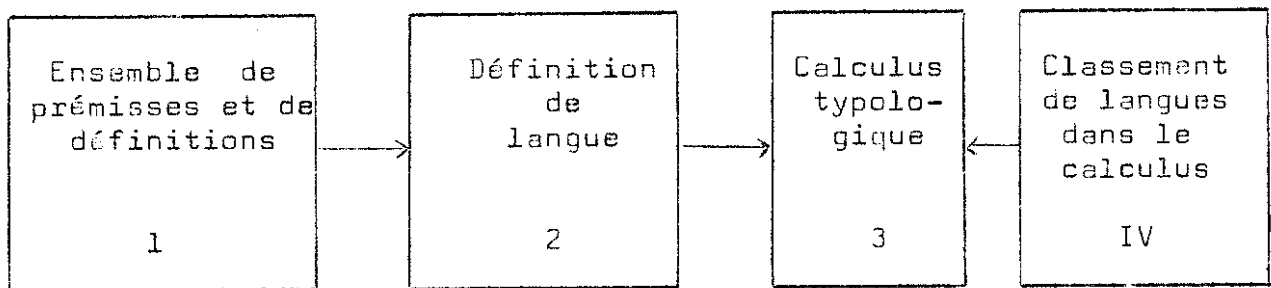 Ensemble de
prémisses et de
définitions
1
Définition
de
langue
2
Calculus
typolo-
gique
3
Classement
de langues
dans le
calculus
IV